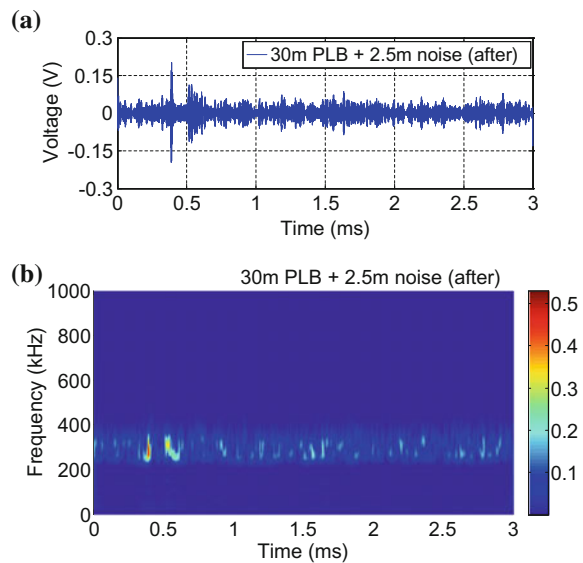 (a)
0.3
0.15
0
-0.15
-0.3
Voltage (V)
30m PLB + 2.5m noise (after)
0 0.5 1 1.5 2 2.5 3
Time (ms)
(b)
30m PLB + 2.5m noise (after)
1000
800
600
400
200
0
Frequency (kHz)
0.5
0.4
0.3
0.2
0.1
0 0.5 1 1.5 2 2.5 3
Time (ms)